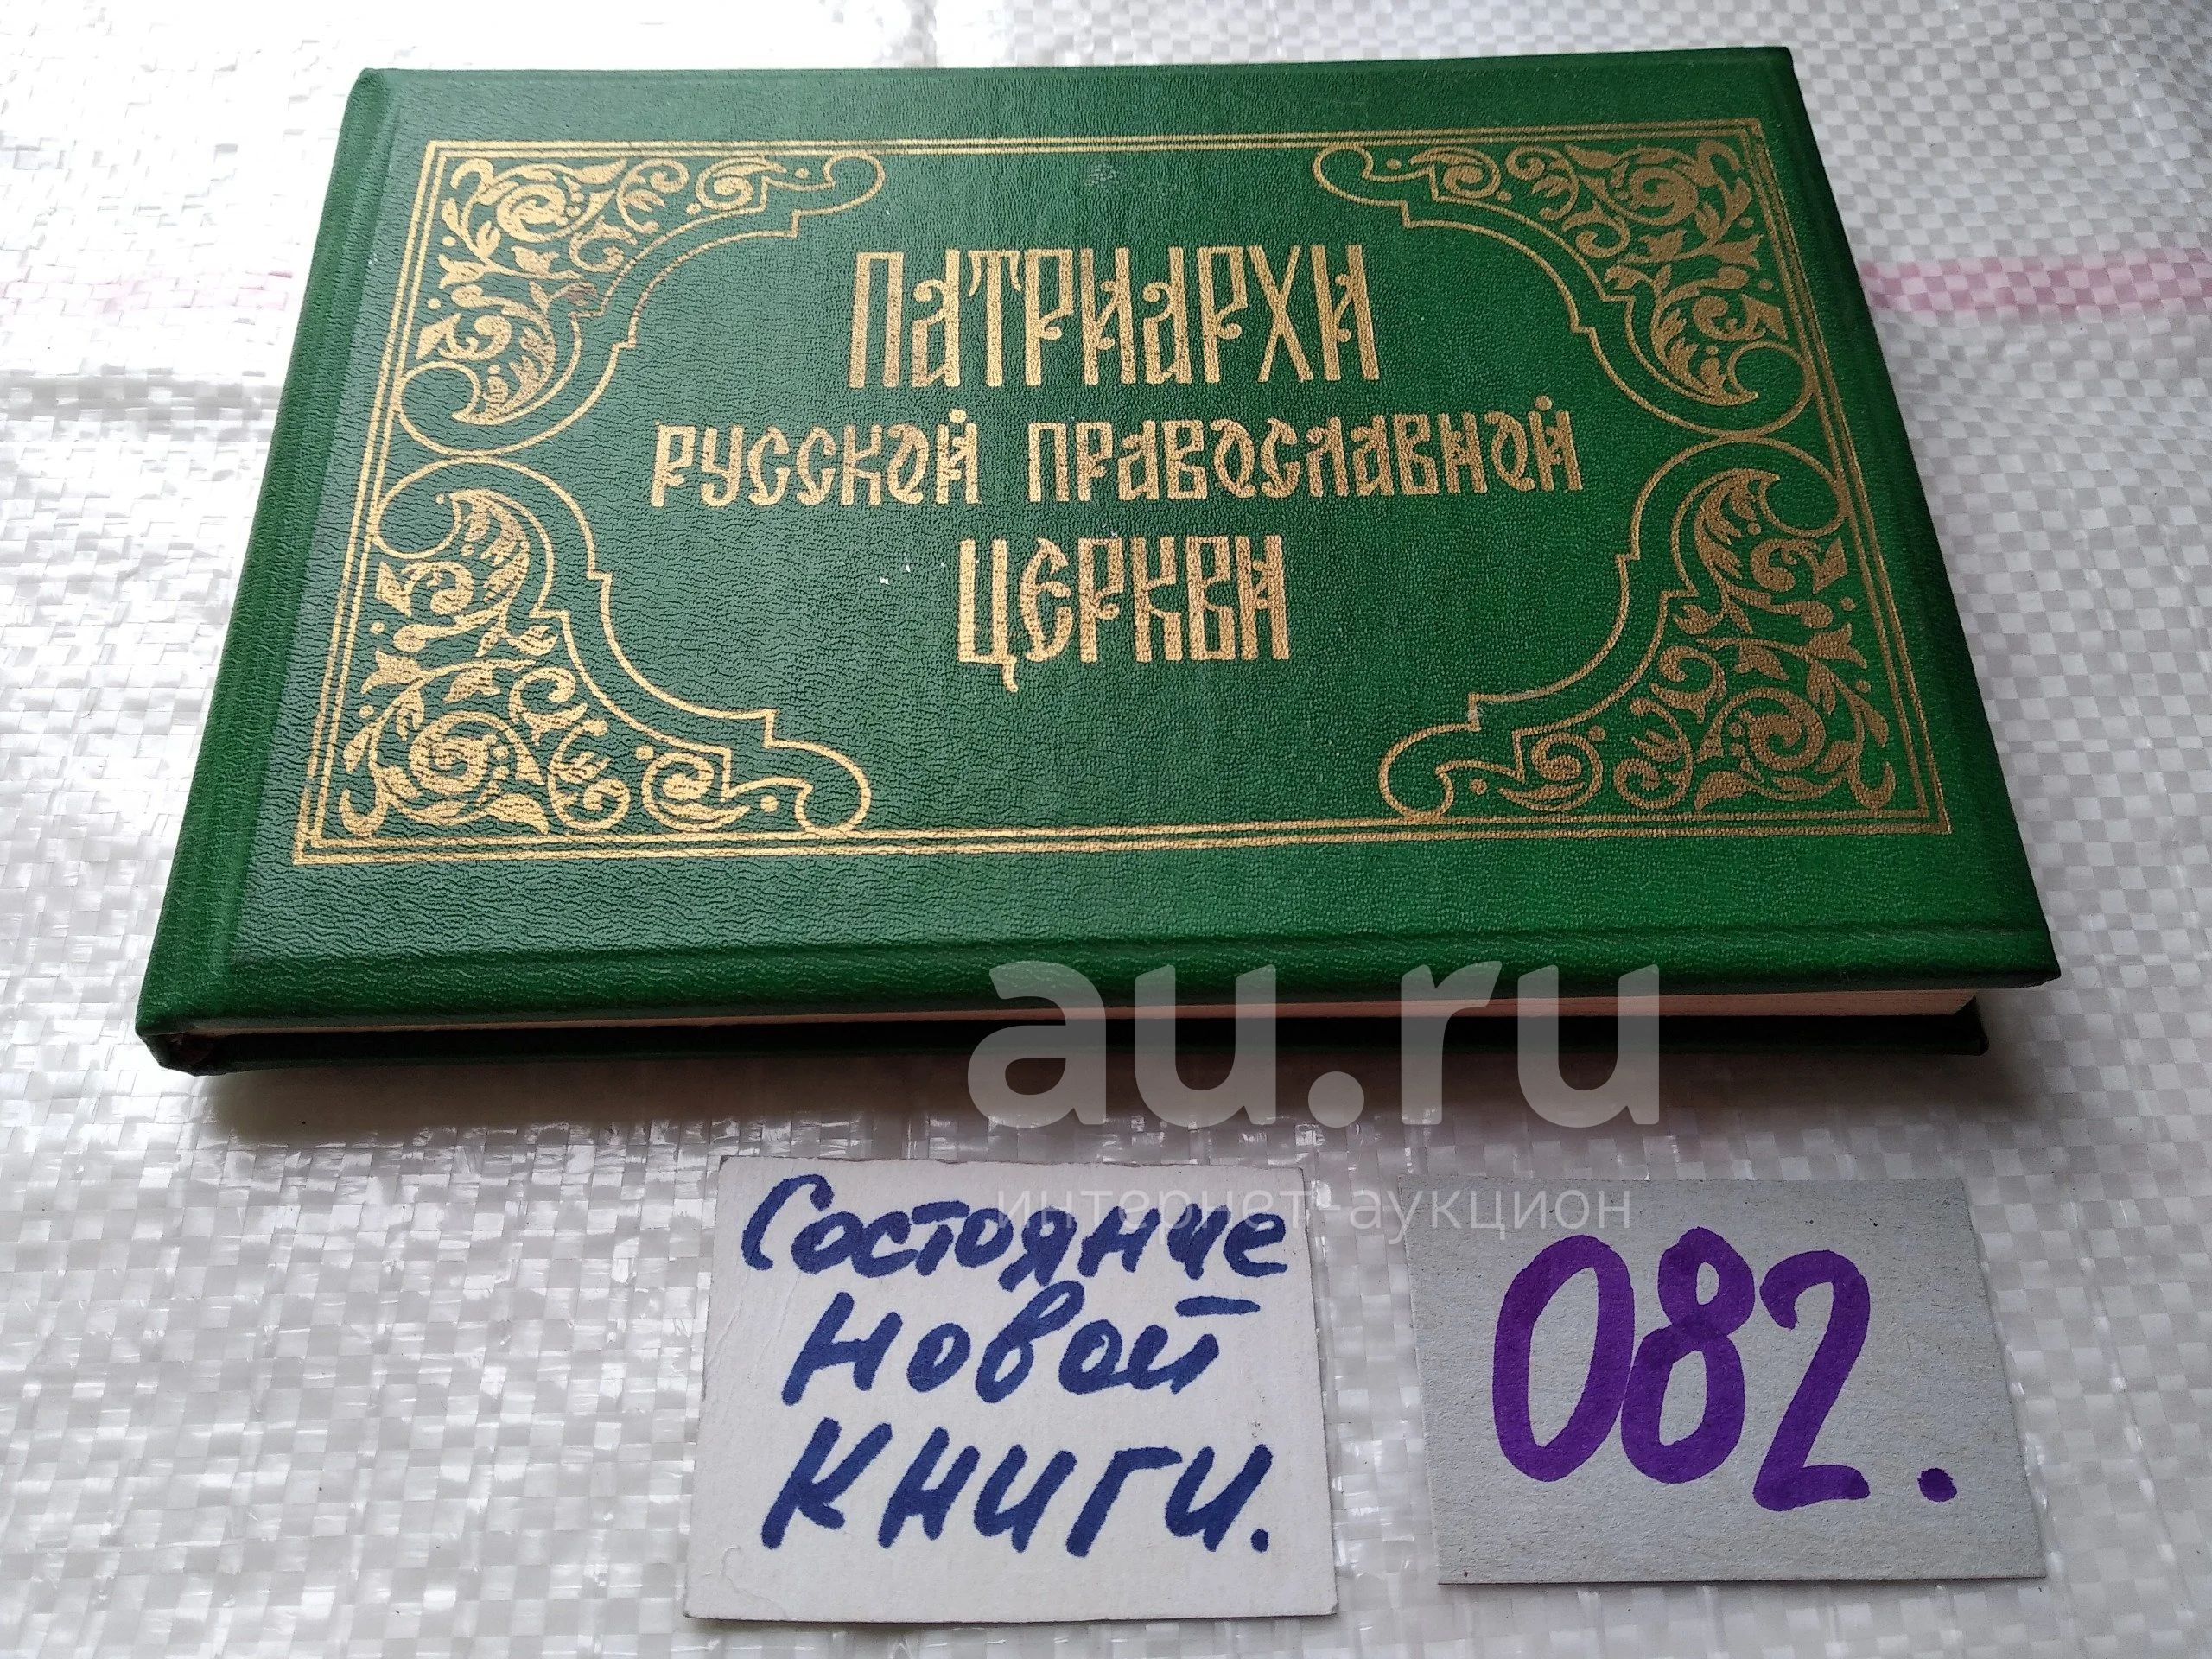 ПАТРИАРХИ
РУССКОЙ ПРАВОСЛАВНОЙ
ЦЕРКВИ
au.ru
интернет-аукцион
Состояние
новой
книги.
082.